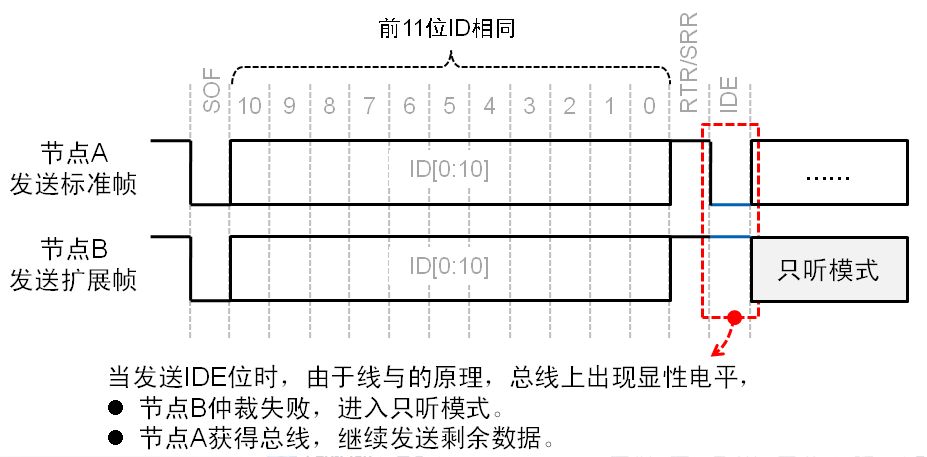 前11位ID相同
SOF
10 9 8 7 6 5 4 3 2 1 0
RTR/SRR
IDE
节点A
发送标准帧
ID[0:10]
……
节点B
发送扩展帧
ID[0:10]
只听模式
当发送IDE位时，由于线与的原理，总线上出现显性电平，
● 节点B仲裁失败，进入只听模式。
● 节点A获得总线，继续发送剩余数据。